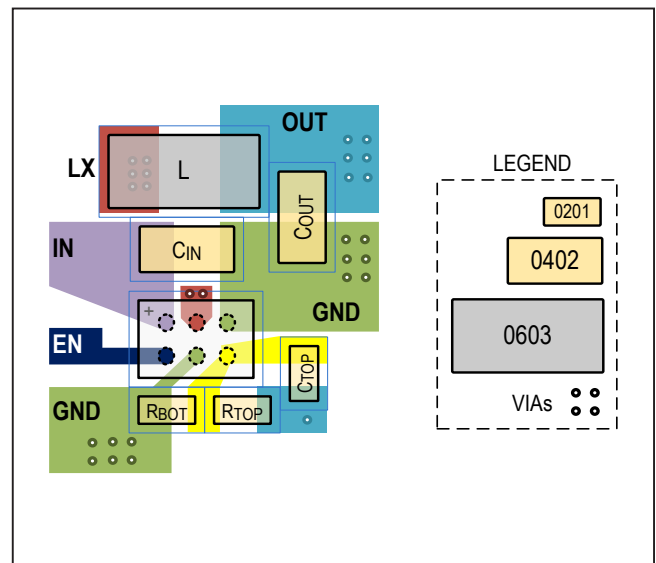 OUT
LX
L
COUT
IN
CIN
GND
+
EN
CTOP
GND
RBOT
RTOP
LEGEND
0201
0402
0603
VIAs